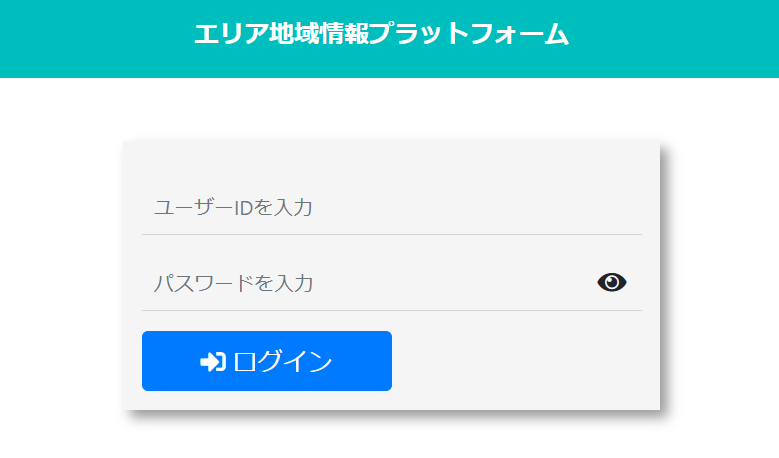 エリア地域情報プラットフォーム
ユーザーIDを入力
パスワードを入力
ログイン